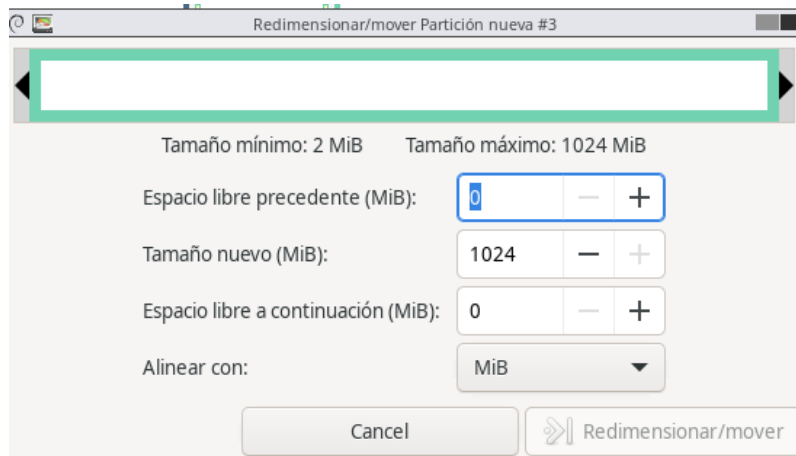 Redimensionar/mover Partición nueva #3
Tamaño mínimo: 2 MiB Tamaño máximo: 1024 MiB
Espacio libre precedente (MiB): 0
Tamaño nuevo (MiB): 1024
Espacio libre a continuación (MiB): 0
Alinear con: MiB
Cancel Redimensionar/mover